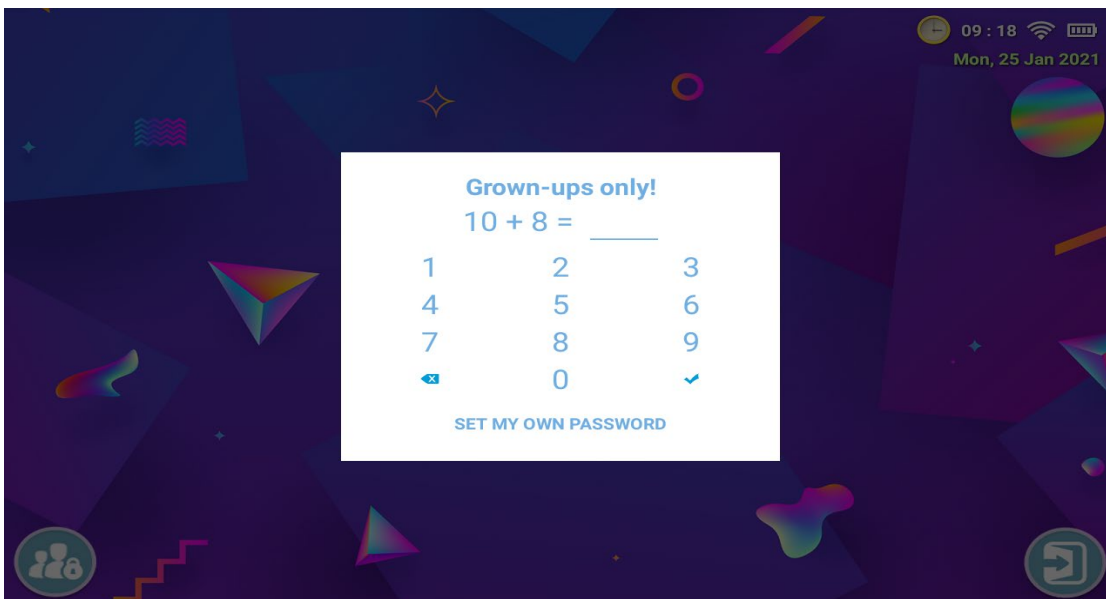 09 : 18
Mon, 25 Jan 2021
Grown-ups only!
10 + 8 = _____
1 2 3
4 5 6
7 8 9
0
SET MY OWN PASSWORD